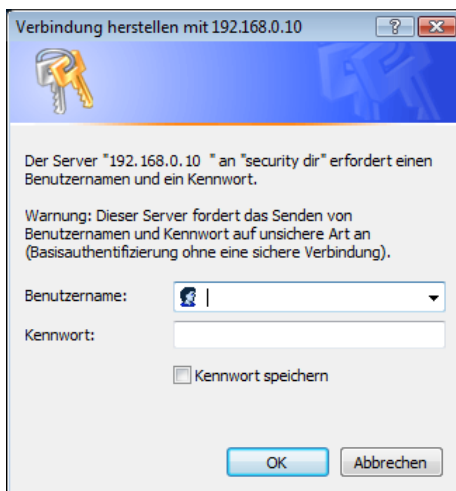 Verbindung herstellen mit 192.168.0.10
Der Server "192.168.0.10 " an "security dir" erfordert einen
Benutzernamen und ein Kennwort.
Warnung: Dieser Server fordert das Senden von
Benutzernamen und Kennwort auf unsichere Art an
(Basisauthentifizierung ohne eine sichere Verbindung).
Benutzername:
Kennwort:
Kennwort speichern
OK Abbrechen